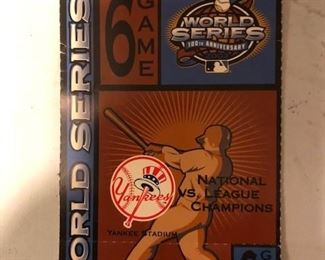 WORLD SERIES
6
GAME
WORLD
SERIES
100TH ANNIVERSARY
Yankees
NATIONAL
VS. LEAGUE
CHAMPIONS
YANKEE STADIUM
G